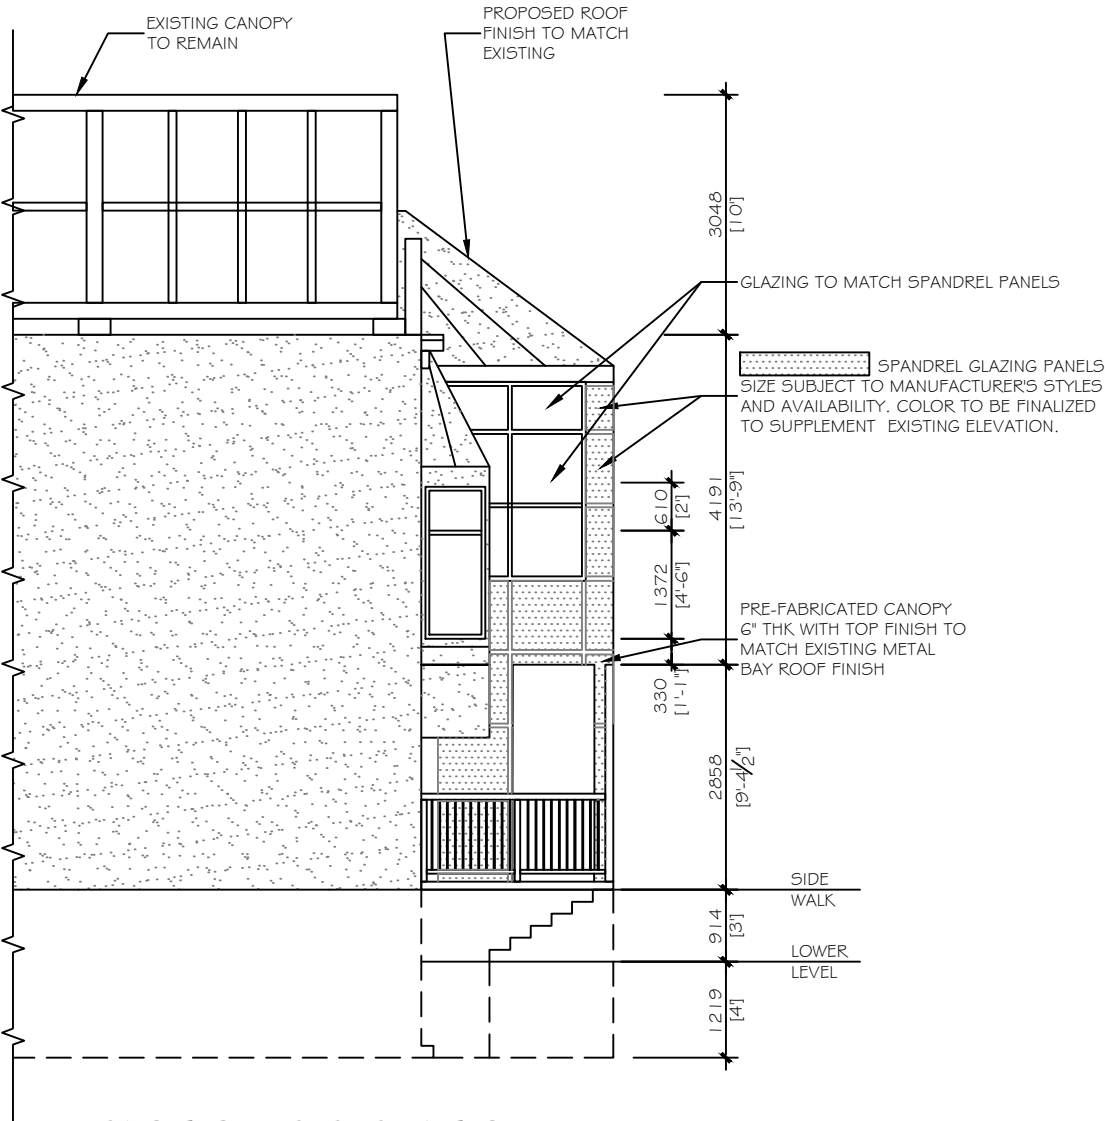 EXISTING CANOPY
TO REMAIN
PROPOSED ROOF
FINISH TO MATCH
EXISTING
3048
[10']
GLAZING TO MATCH SPANDREL PANELS
SPANDREL GLAZING PANELS
SIZE SUBJECT TO MANUFACTURER'S STYLES
AND AVAILABILITY. COLOR TO BE FINALIZED
TO SUPPLEMENT EXISTING ELEVATION.
610
[2']
4191
[13'-9"]
1372
[4'-6"]
PRE-FABRICATED CANOPY
6" THK WITH TOP FINISH TO
MATCH EXISTING METAL
BAY ROOF FINISH
330
[1'-1"]
2858
[9'-4/2"]
SIDE
WALK
914
[3']
LOWER
LEVEL
1219
[4']